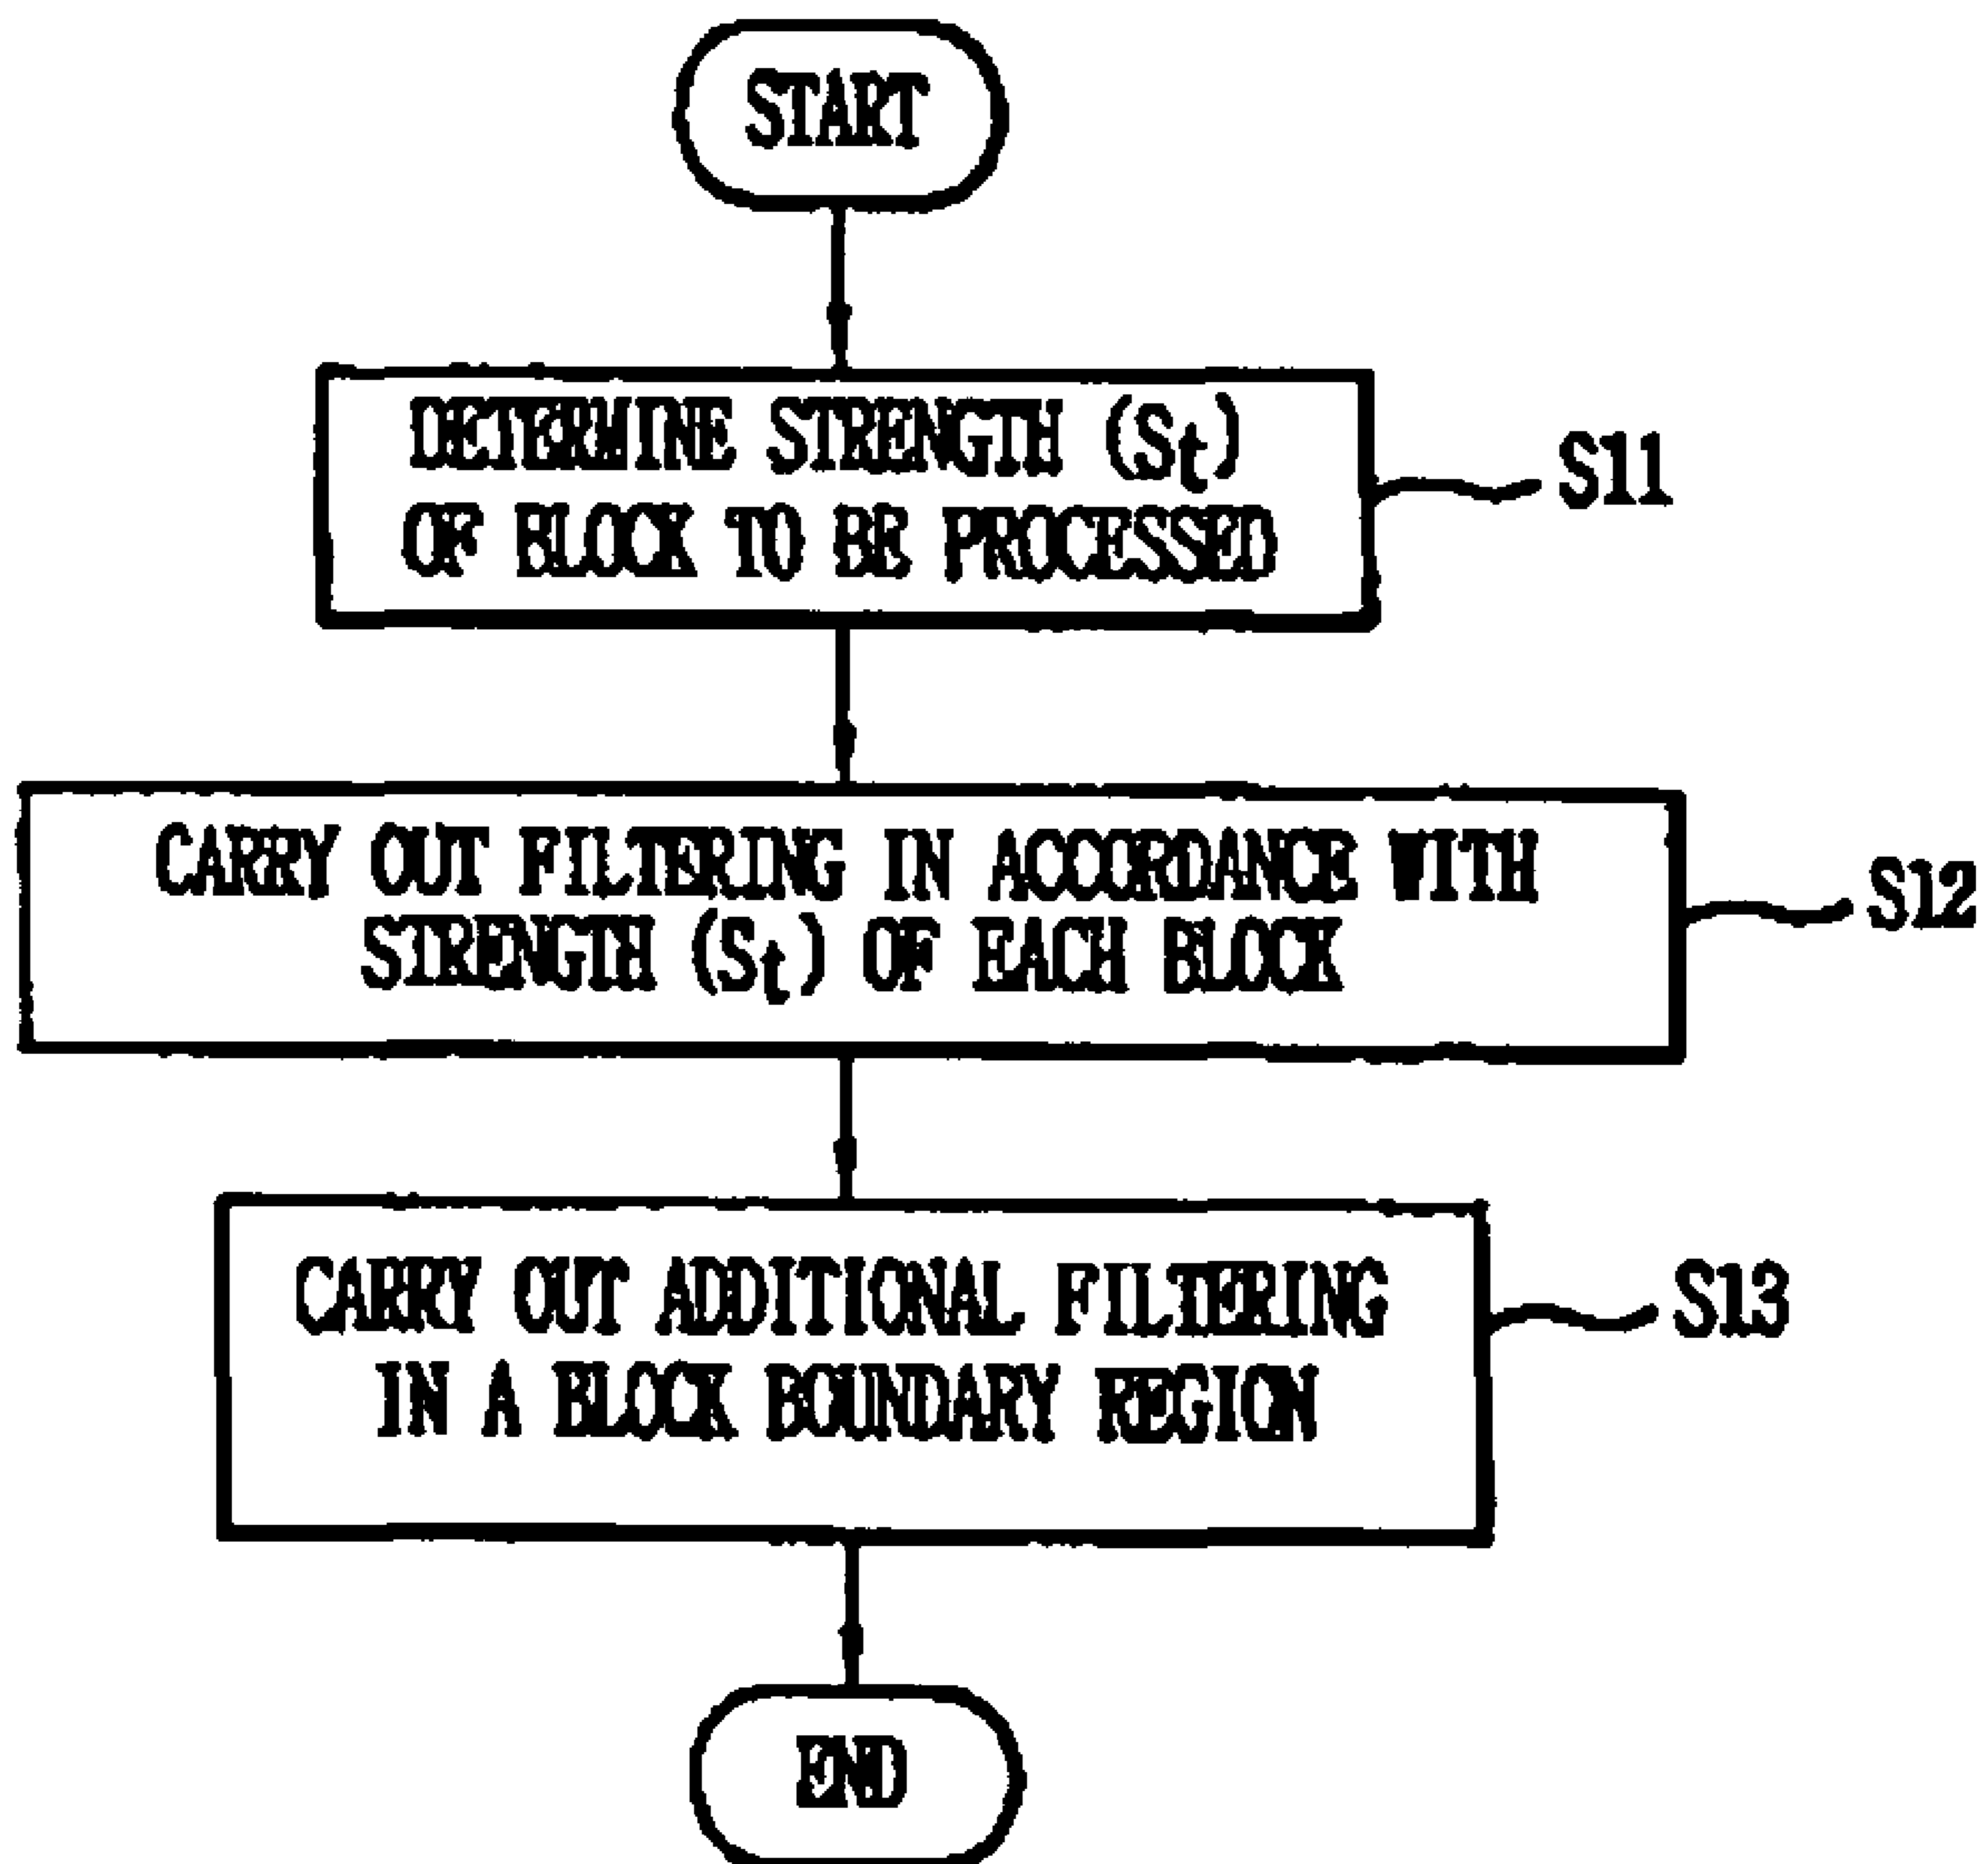 START
DETERMINE STRENGTH (St)
OF BLOCK TO BE PROCESSED
S11
CARRY OUT FILTERING IN ACCORDANCE WITH
STRENGTH (St) OF EACH BLOCK
S12
CARRY OUT ADDITIONAL FILTERING
IN A BLOCK BOUNDARY REGION
S13
END